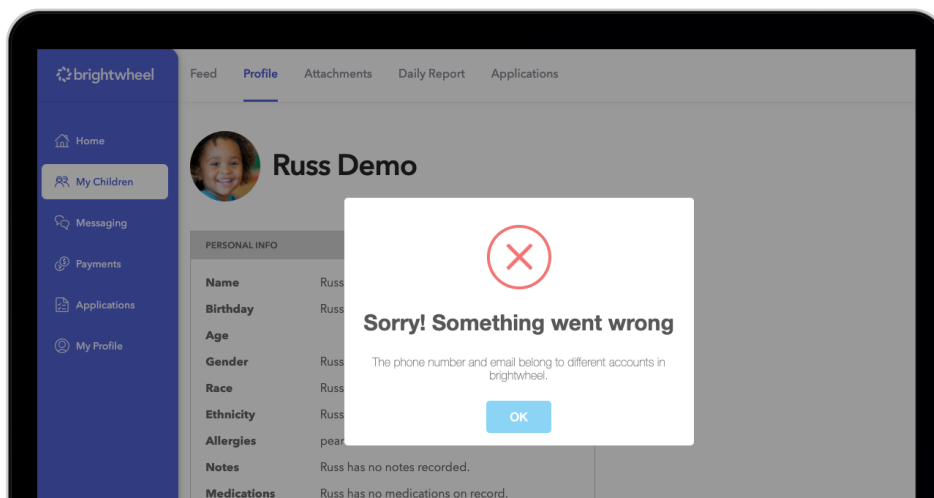 brightwheel
Feed Profile Attachments Daily Report Applications
Home
My Children
Messaging
Payments
Applications
My Profile
Russ Demo
PERSONAL INFO
Name Russ
Birthday Russ
Age
Gender Russ
Race Russ
Ethnicity Russ
Allergies
Notes Russ has no notes recorded.
Medications Russ has no medications on record.
Sorry! Something went wrong
The phone number and email belong to different accounts in
brightwheel.
OK